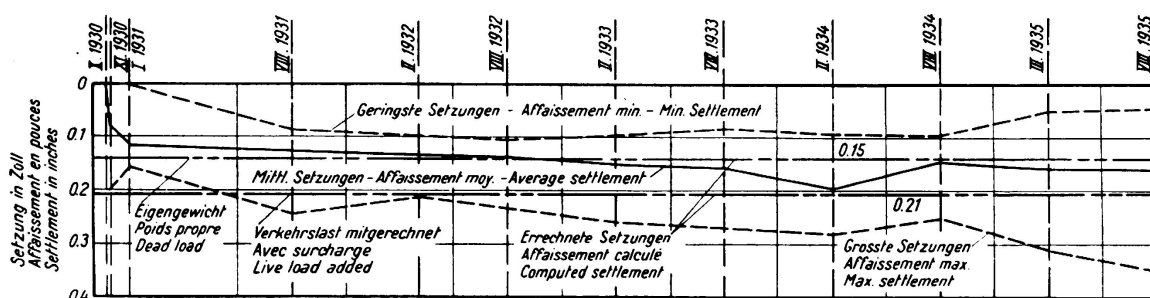 I. 1930
XI. 1930
I. 1931
VIII. 1931
II. 1932
VIII. 1932
II. 1933
VIII. 1933
II. 1934
VIII. 1934
III. 1935
VIII. 1935
Setzung in Zoll
Affaissement en pouces
Settlement in inches
0
0.1
0.2
0.3
0.4
Geringste Setzungen - Affaissement min. - Min. Settlement
0.15
Mittl. Setzungen - Affaissement moy. - Average settlement
0.21
Eigengewicht
Poids propre
Dead load
Verkehrslast mitgerechnet
Avec surcharge
Live load added
Errechnete Setzungen
Affaissement calculé
Computed settlement
Grosste Setzungen
Affaissement max.
Max. settlement